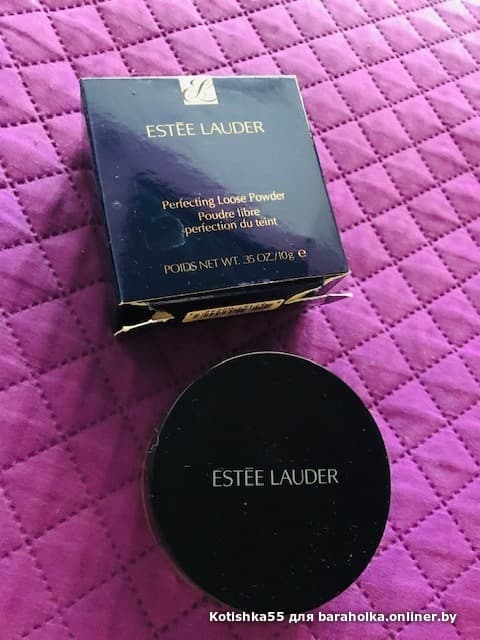 ESTĒE LAUDER
Perfecting Loose Powder
Poudre libre
perfection du teint
POIDS NET WT. .35 OZ./10g e
ESTĒE LAUDER
Kotishka55 для baraholka.onliner.by